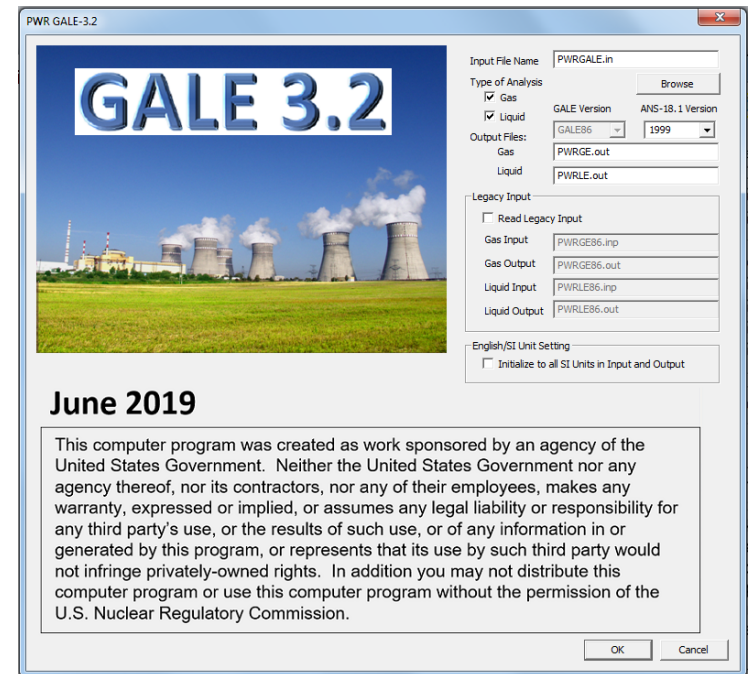 PWR GALE-3.2
GALE 3.2
Input File Name PWRGALE.in
Type of Analysis Browse
Gas
Liquid
GALE Version ANS-18.1 Version
GALE86 1999
Output Files:
Gas PWRGE.out
Liquid PWRLE.out
Legacy Input
Read Legacy Input
Gas Input PWRGE86.inp
Gas Output PWRGE86.out
Liquid Input PWRLE86.inp
Liquid Output PWRLE86.out
English/SI Unit Setting
Initialize to all SI Units in Input and Output
June 2019
This computer program was created as work sponsored by an agency of the
United States Government. Neither the United States Government nor any
agency thereof, nor its contractors, nor any of their employees, makes any
warranty, expressed or implied, or assumes any legal liability or responsibility for
any third party's use, or the results of such use, or of any information in or
generated by this program, or represents that its use by such third party would
not infringe privately-owned rights. In addition you may not distribute this
computer program or use this computer program without the permission of the
U.S. Nuclear Regulatory Commission.
OK Cancel